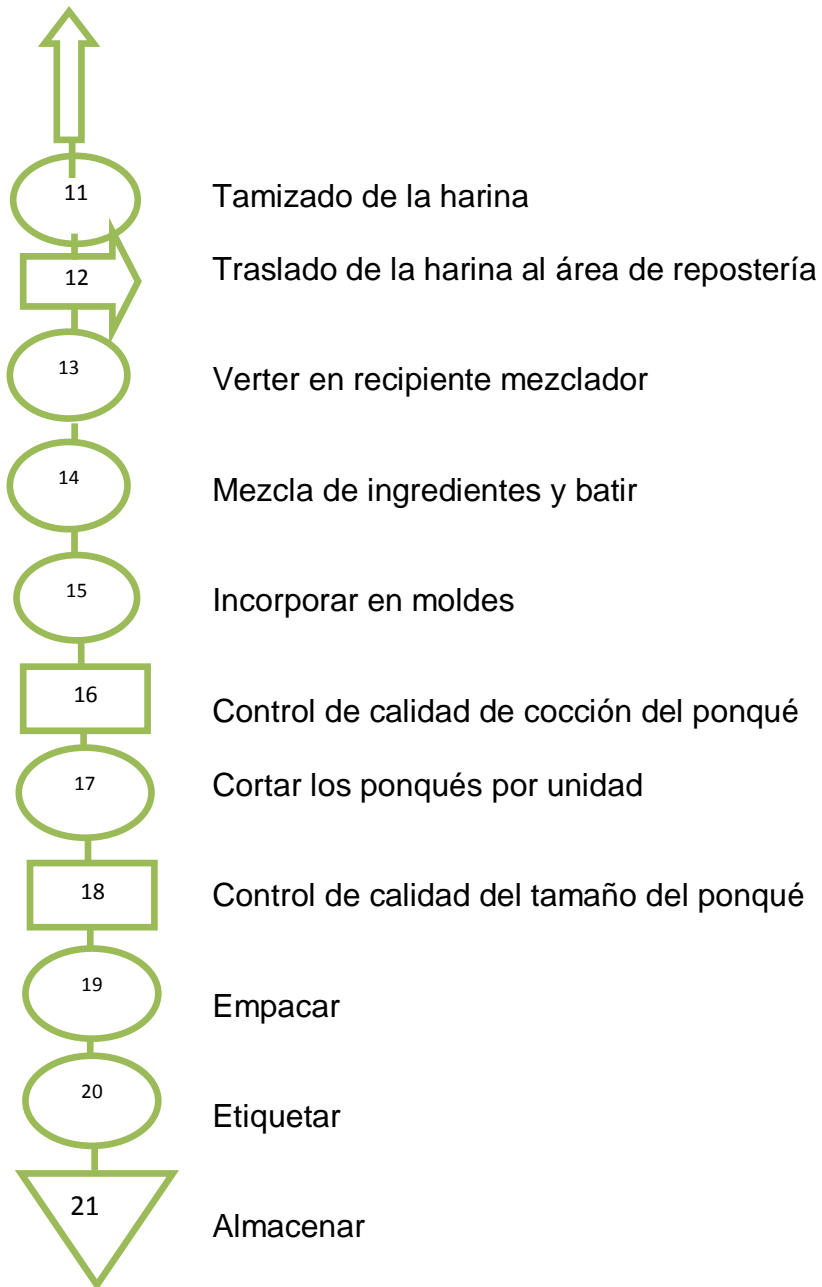 11 Tamizado de la harina
12 Traslado de la harina al área de repostería
13 Verter en recipiente mezclador
14 Mezcla de ingredientes y batir
15 Incorporar en moldes
16 Control de calidad de cocción del ponqué
17 Cortar los ponqués por unidad
18 Control de calidad del tamaño del ponqué
19 Empacar
20 Etiquetar
21 Almacenar